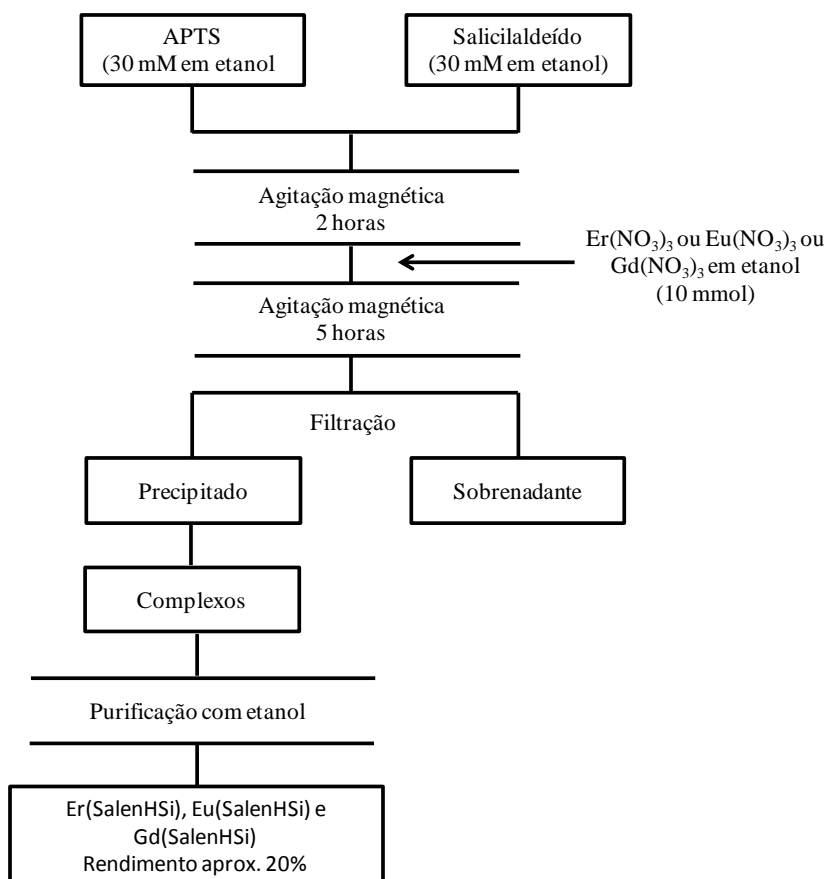 APTS
(30 mM em etanol
Salicilaldeído
(30 mM em etanol)
Agitação magnética
2 horas
Er(NO₃)₃ ou Eu(NO₃)₃ ou
Gd(NO₃)₃ em etanol
(10 mmol)
Agitação magnética
5 horas
Filtração
Precipitado
Sobrenadante
Complexos
Purificação com etanol
Er(SalenHSi), Eu(SalenHSi) e
Gd(SalenHSi)
Rendimento aprox. 20%